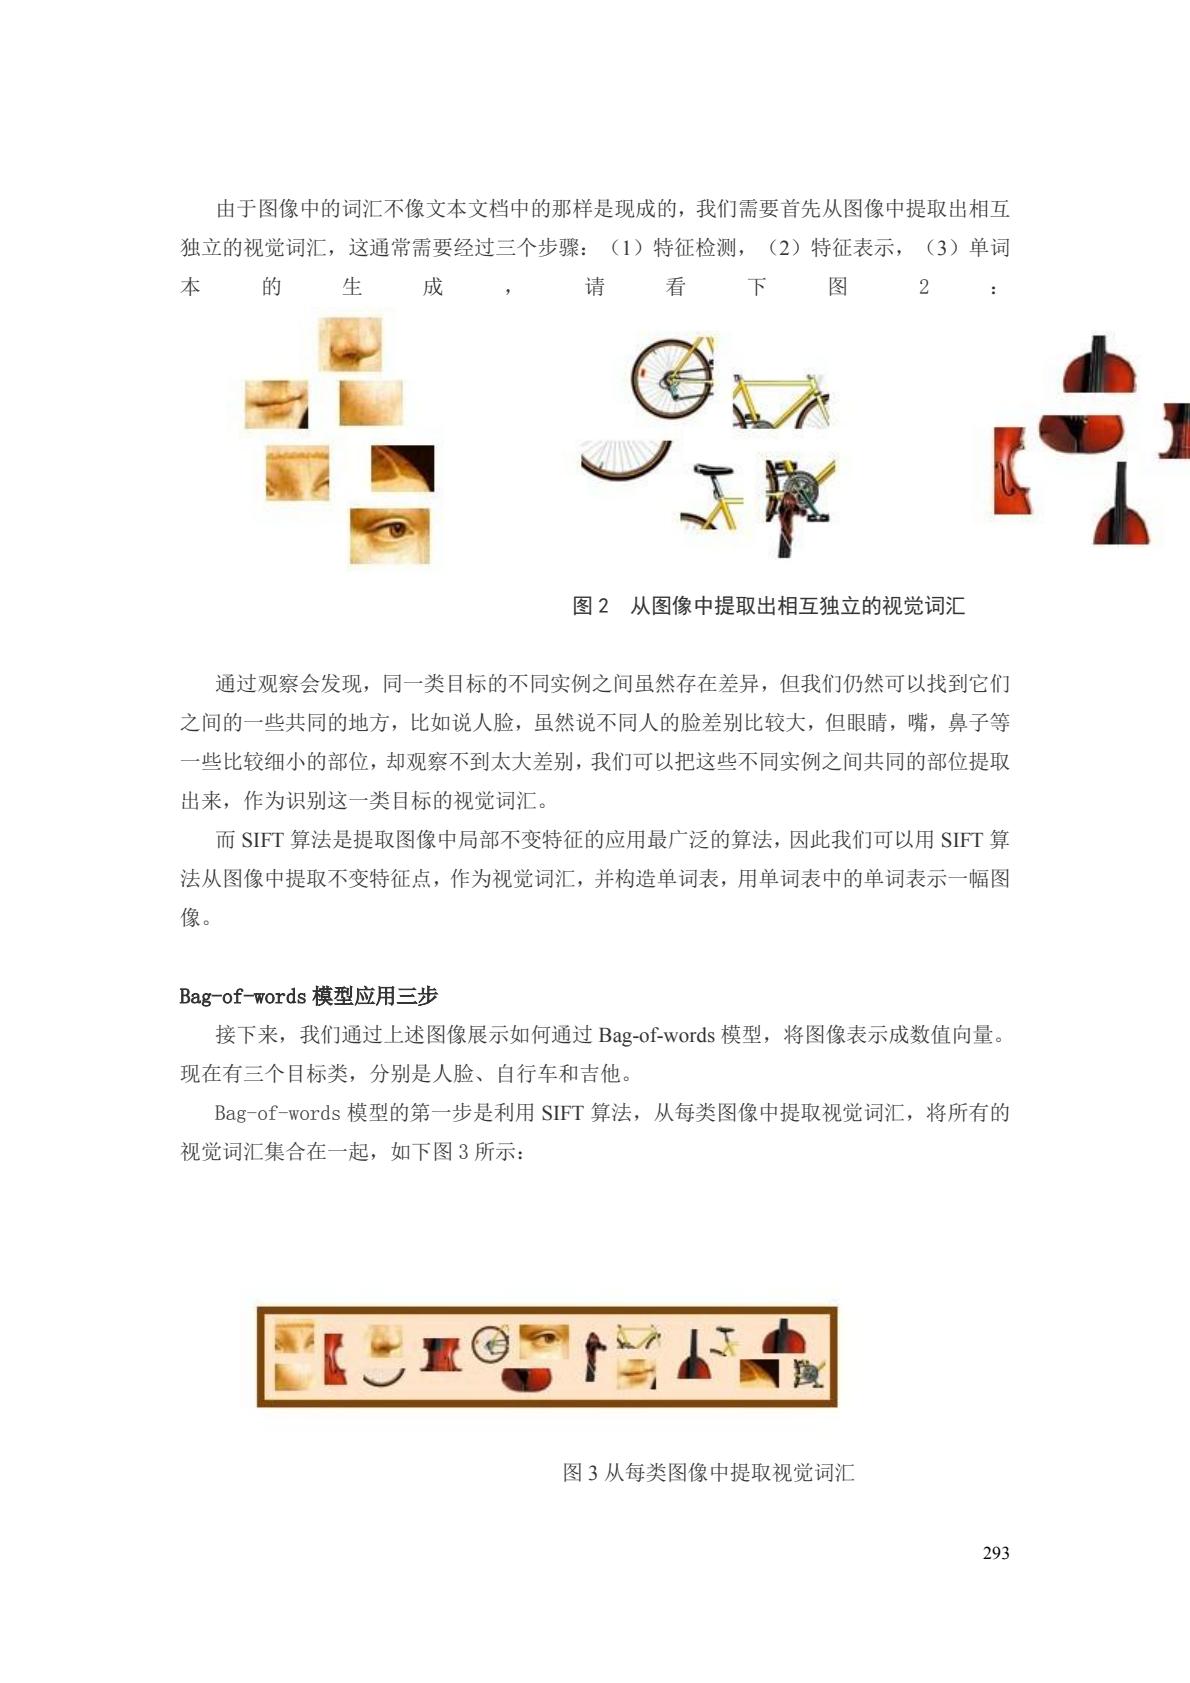 由于图像中的词汇不像文本文档中的那样是现成的，我们需要首先从图像中提取出相互
独立的视觉词汇，这通常需要经过三个步骤：（1）特征检测，（2）特征表示，（3）单词
本的生成，请看下图2：
图 2　从图像中提取出相互独立的视觉词汇
通过观察会发现，同一类目标的不同实例之间虽然存在差异，但我们仍然可以找到它们
之间的一些共同的地方，比如说人脸，虽然说不同人的脸差别比较大，但眼睛，嘴，鼻子等
一些比较细小的部位，却观察不到太大差别，我们可以把这些不同实例之间共同的部位提取
出来，作为识别这一类目标的视觉词汇。
而 SIFT 算法是提取图像中局部不变特征的应用最广泛的算法，因此我们可以用 SIFT 算
法从图像中提取不变特征点，作为视觉词汇，并构造单词表，用单词表中的单词表示一幅图
像。
Bag-of-words 模型应用三步
接下来，我们通过上述图像展示如何通过 Bag-of-words 模型，将图像表示成数值向量。
现在有三个目标类，分别是人脸、自行车和吉他。
Bag-of-words 模型的第一步是利用 SIFT 算法，从每类图像中提取视觉词汇，将所有的
视觉词汇集合在一起，如下图 3 所示：
图 3 从每类图像中提取视觉词汇
293